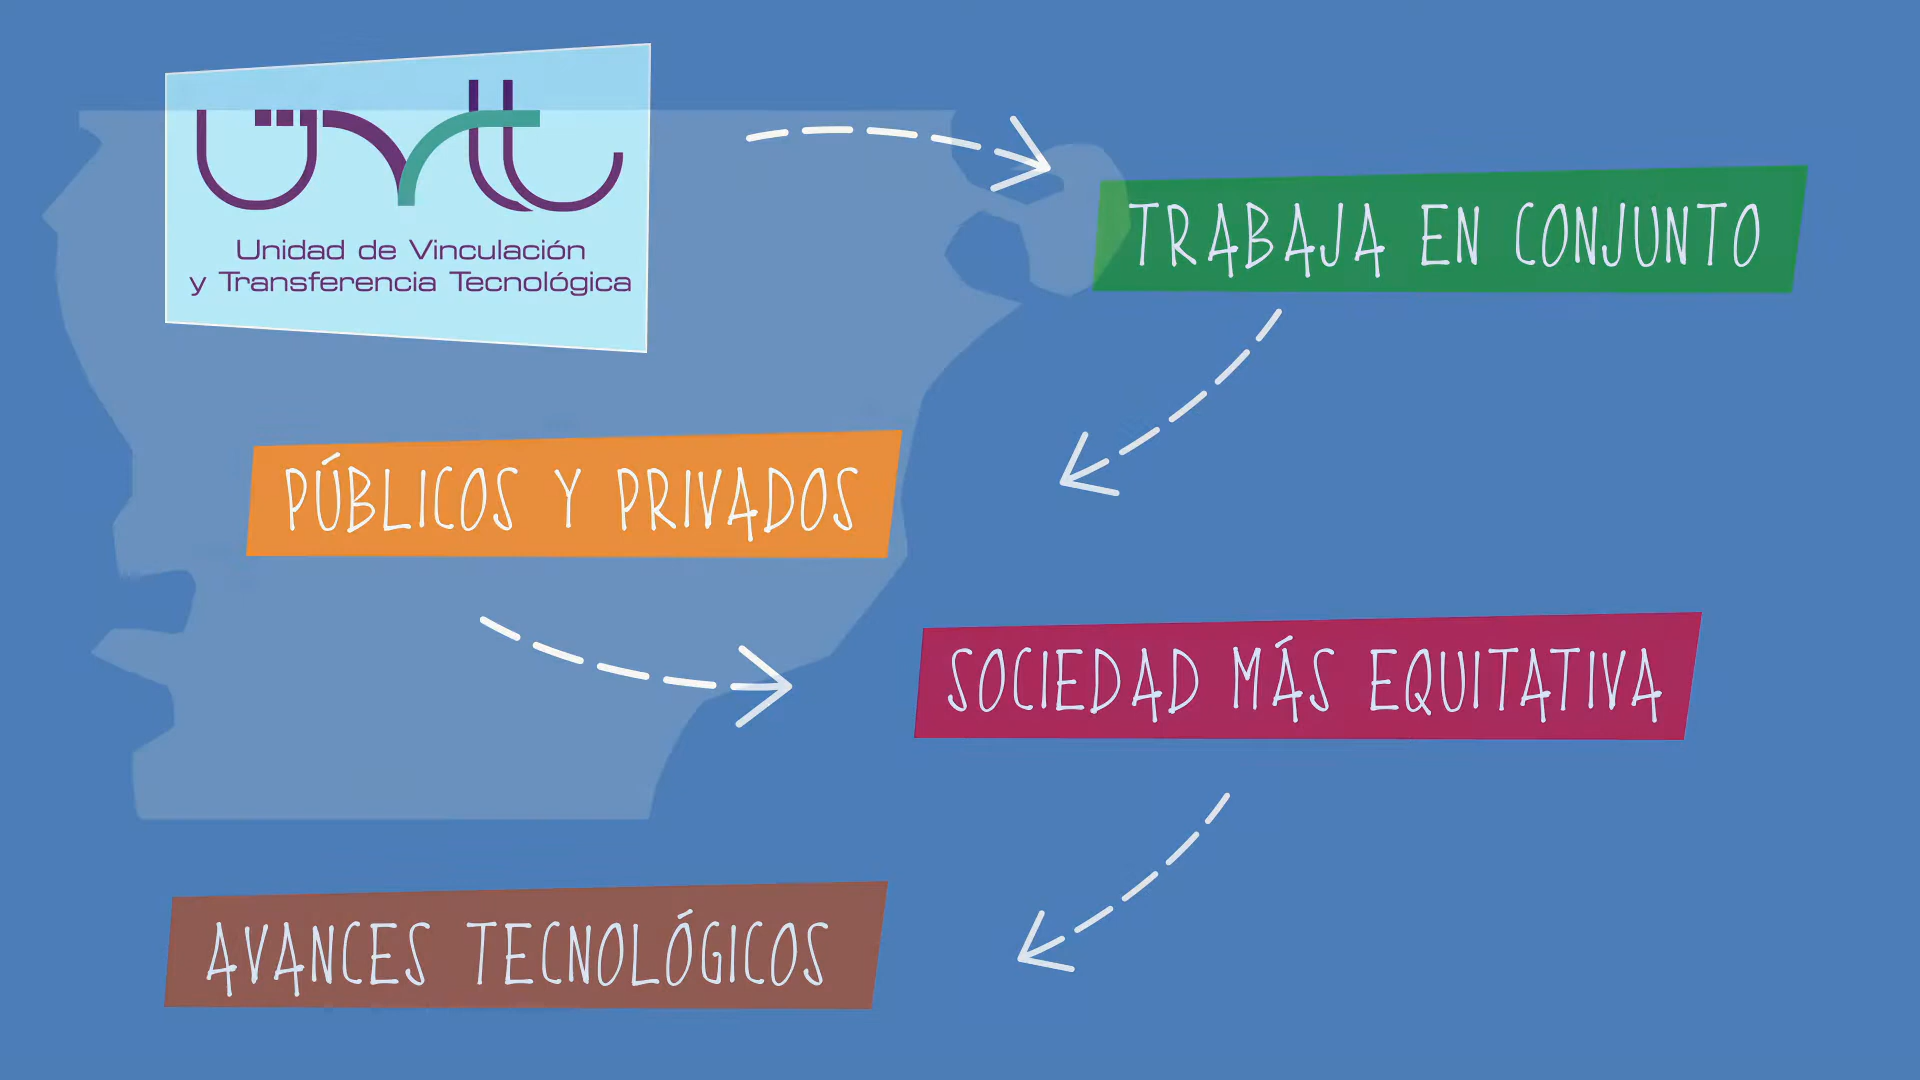 uvtt
Unidad de Vinculación
y Transferencia Tecnológica
TRABAJA EN CONJUNTO
PÚBLICOS Y PRIVADOS
SOCIEDAD MÁS EQUITATIVA
AVANCES TECNOLÓGICOS